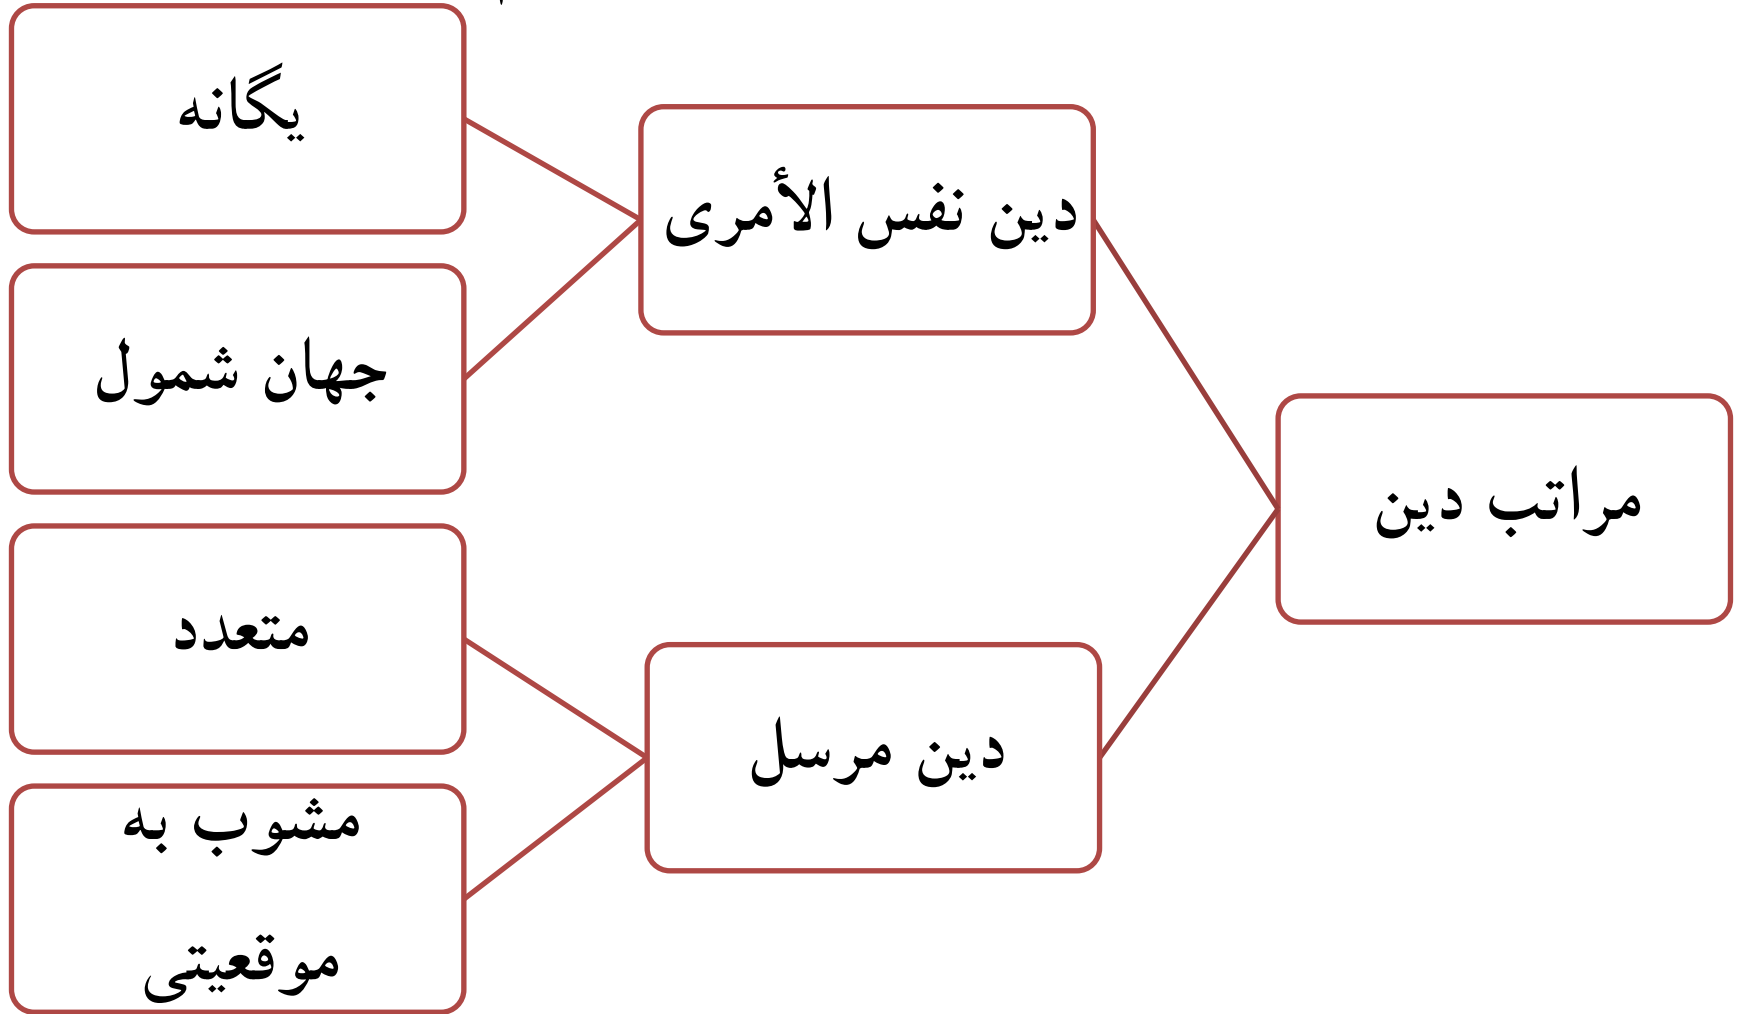 مراتب دین
دین نفس الأمری
یگانه
جهان شمول
دین مرسل
متعدد
مشوب به
موقعیتی